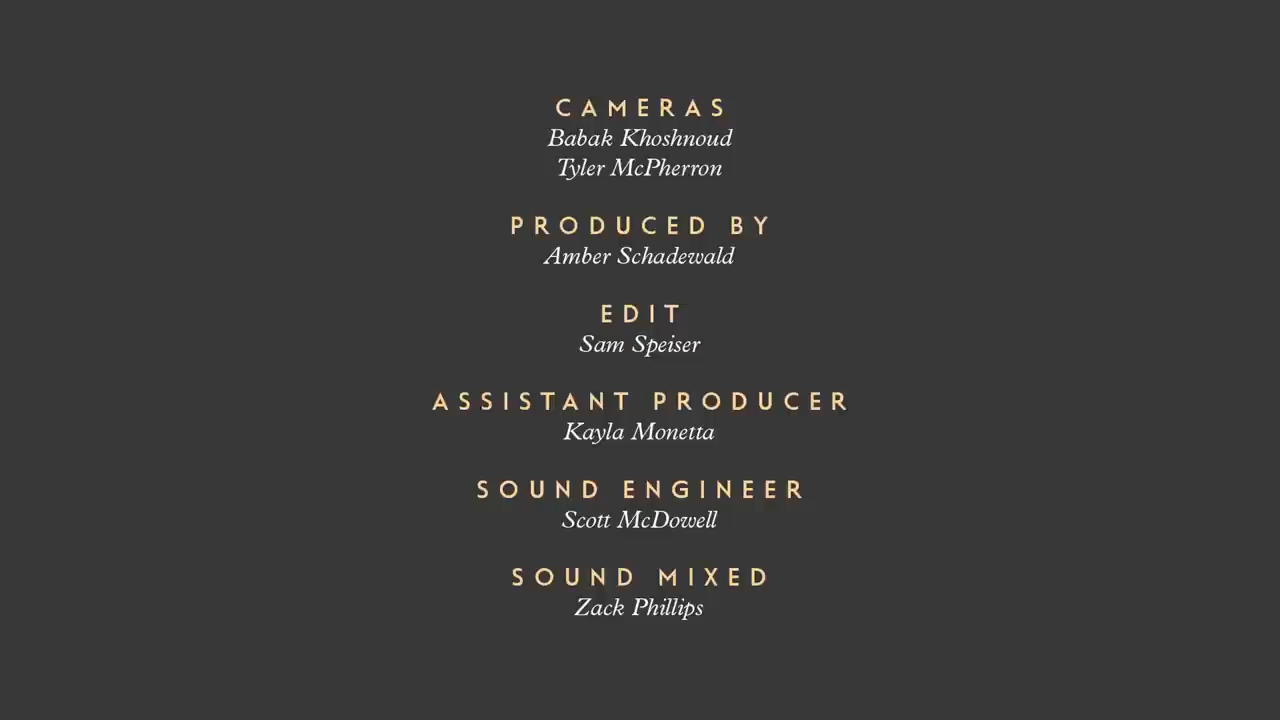 CAMERAS
Babak Khoshnoud
Tyler McPherron
PRODUCED BY
Amber Schadewald
EDIT
Sam Speiser
ASSISTANT PRODUCER
Kayla Monetta
SOUND ENGINEER
Scott McDowell
SOUND MIXED
Zack Phillips